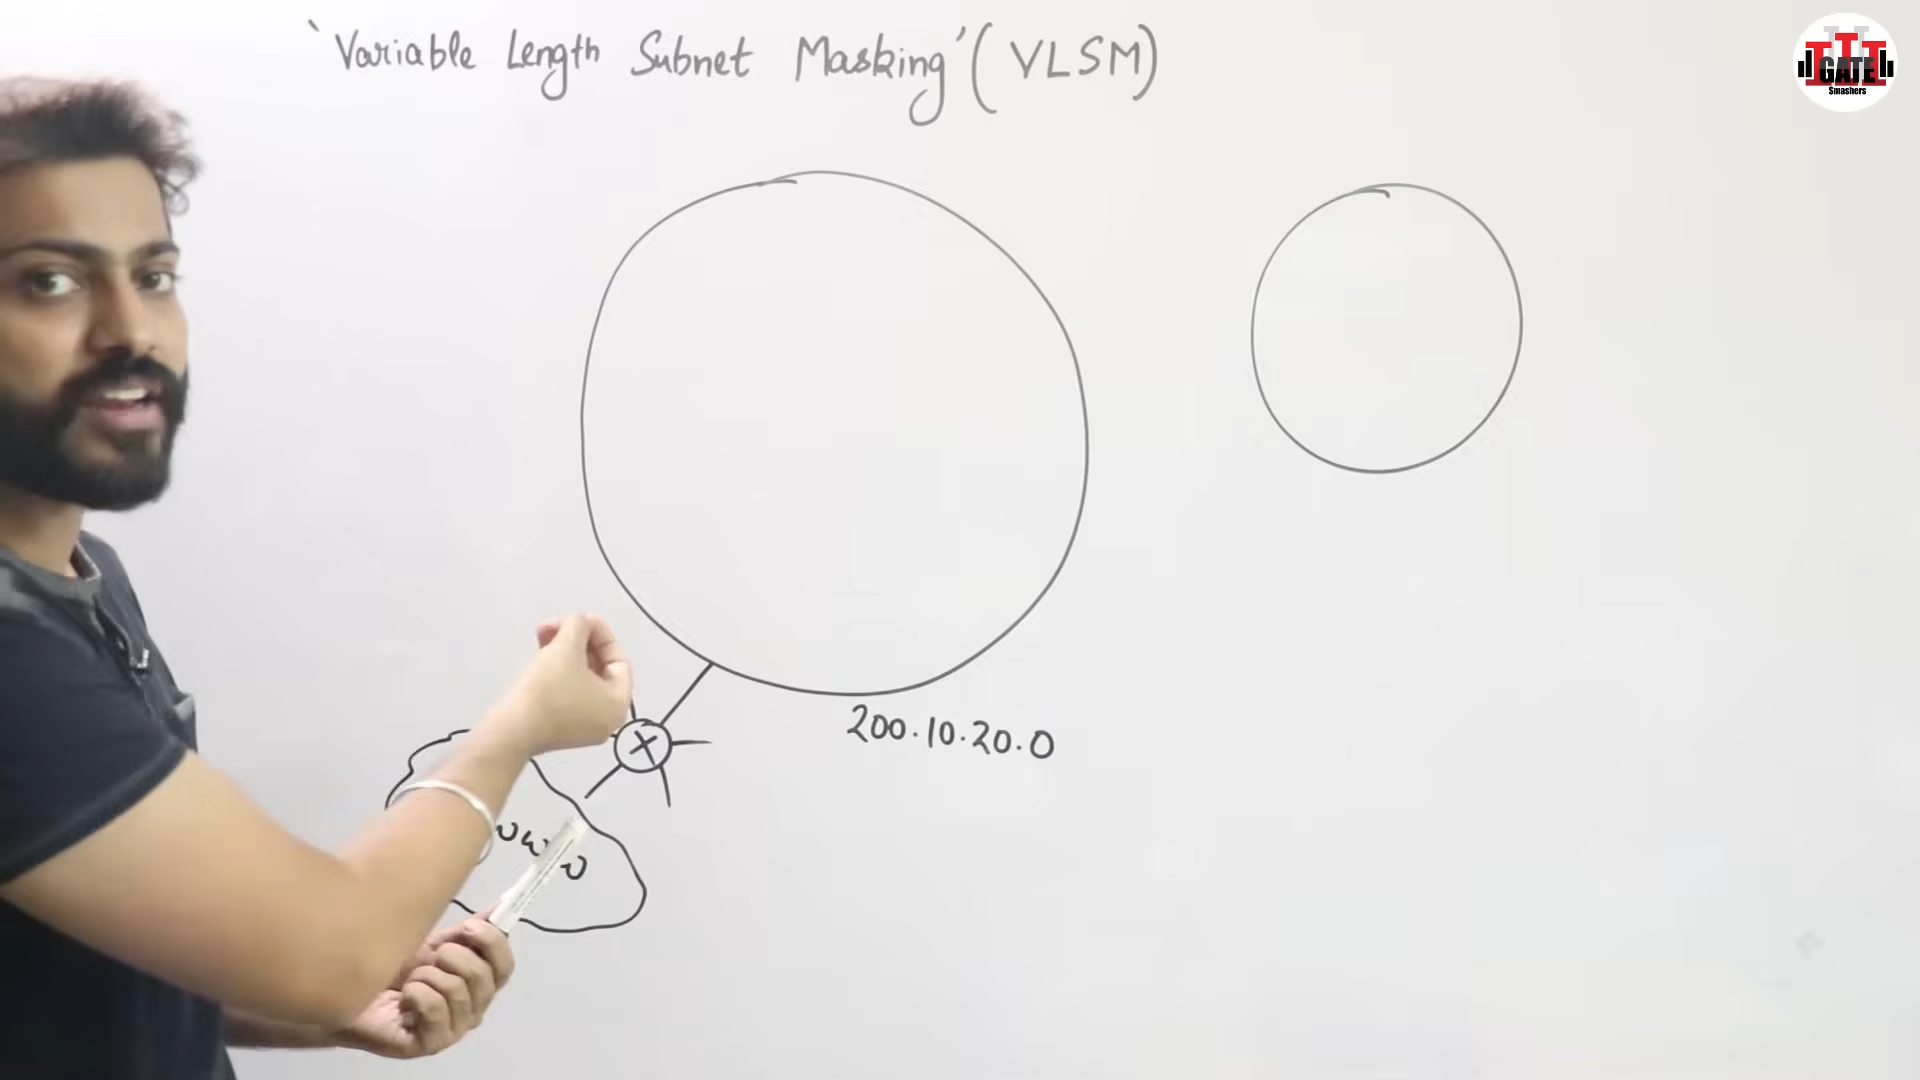 'Variable Length Subnet Masking' (VLSM)
GATE
Smashers
X
200.10.20.0